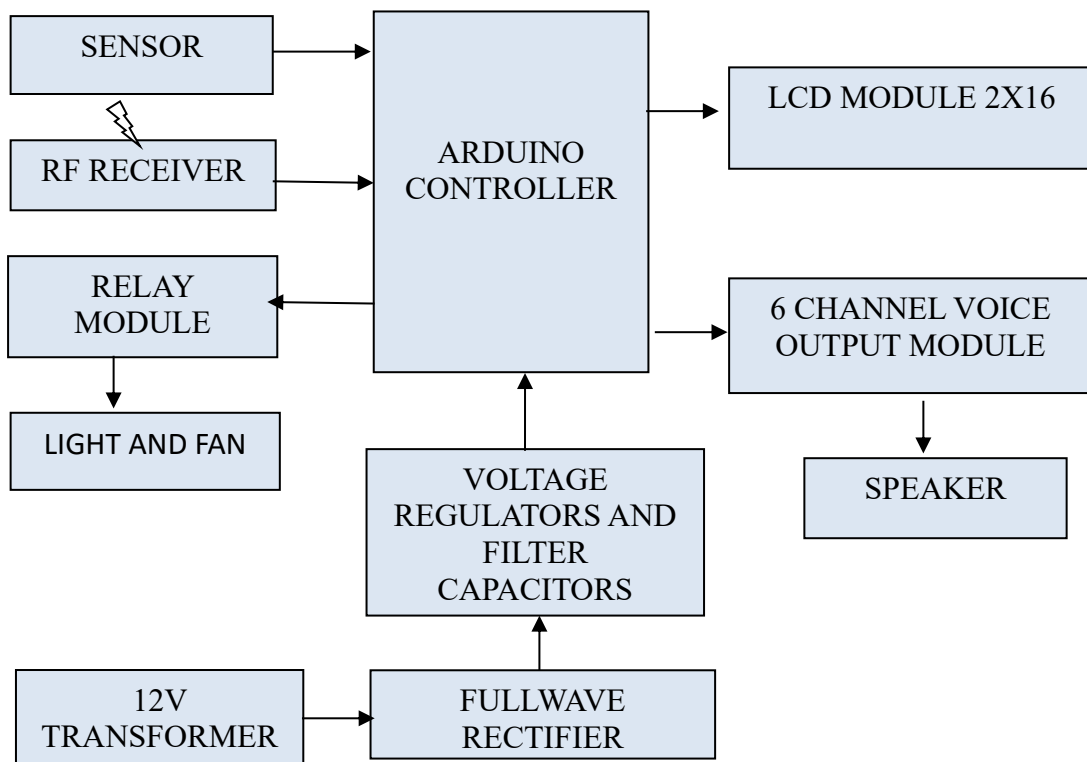 SENSOR
LCD MODULE 2X16
RF RECEIVER
ARDUINO
CONTROLLER
RELAY
MODULE
6 CHANNEL VOICE
OUTPUT MODULE
LIGHT AND FAN
VOLTAGE
REGULATORS AND
FILTER
CAPACITORS
SPEAKER
12V
TRANSFORMER
FULLWAVE
RECTIFIER